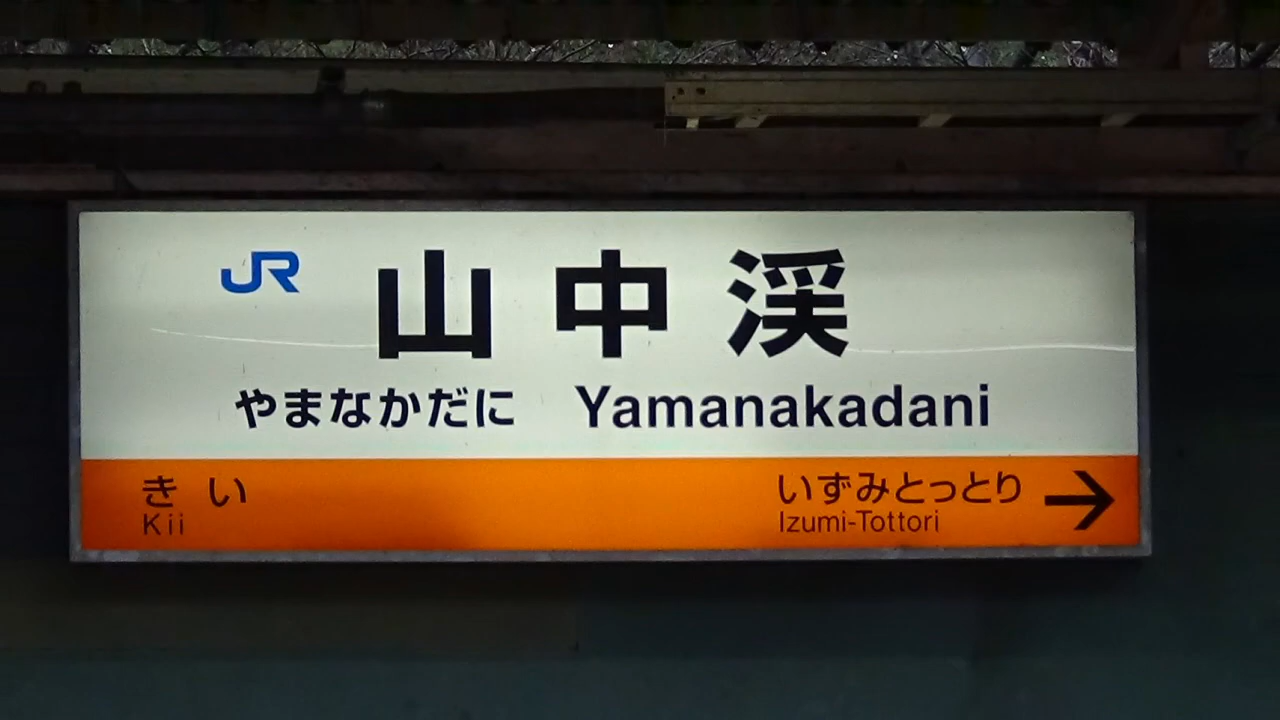 JR 山中渓
やまなかだに Yamanakadani
きい いずみとっとり →
Kii Izumi-Tottori